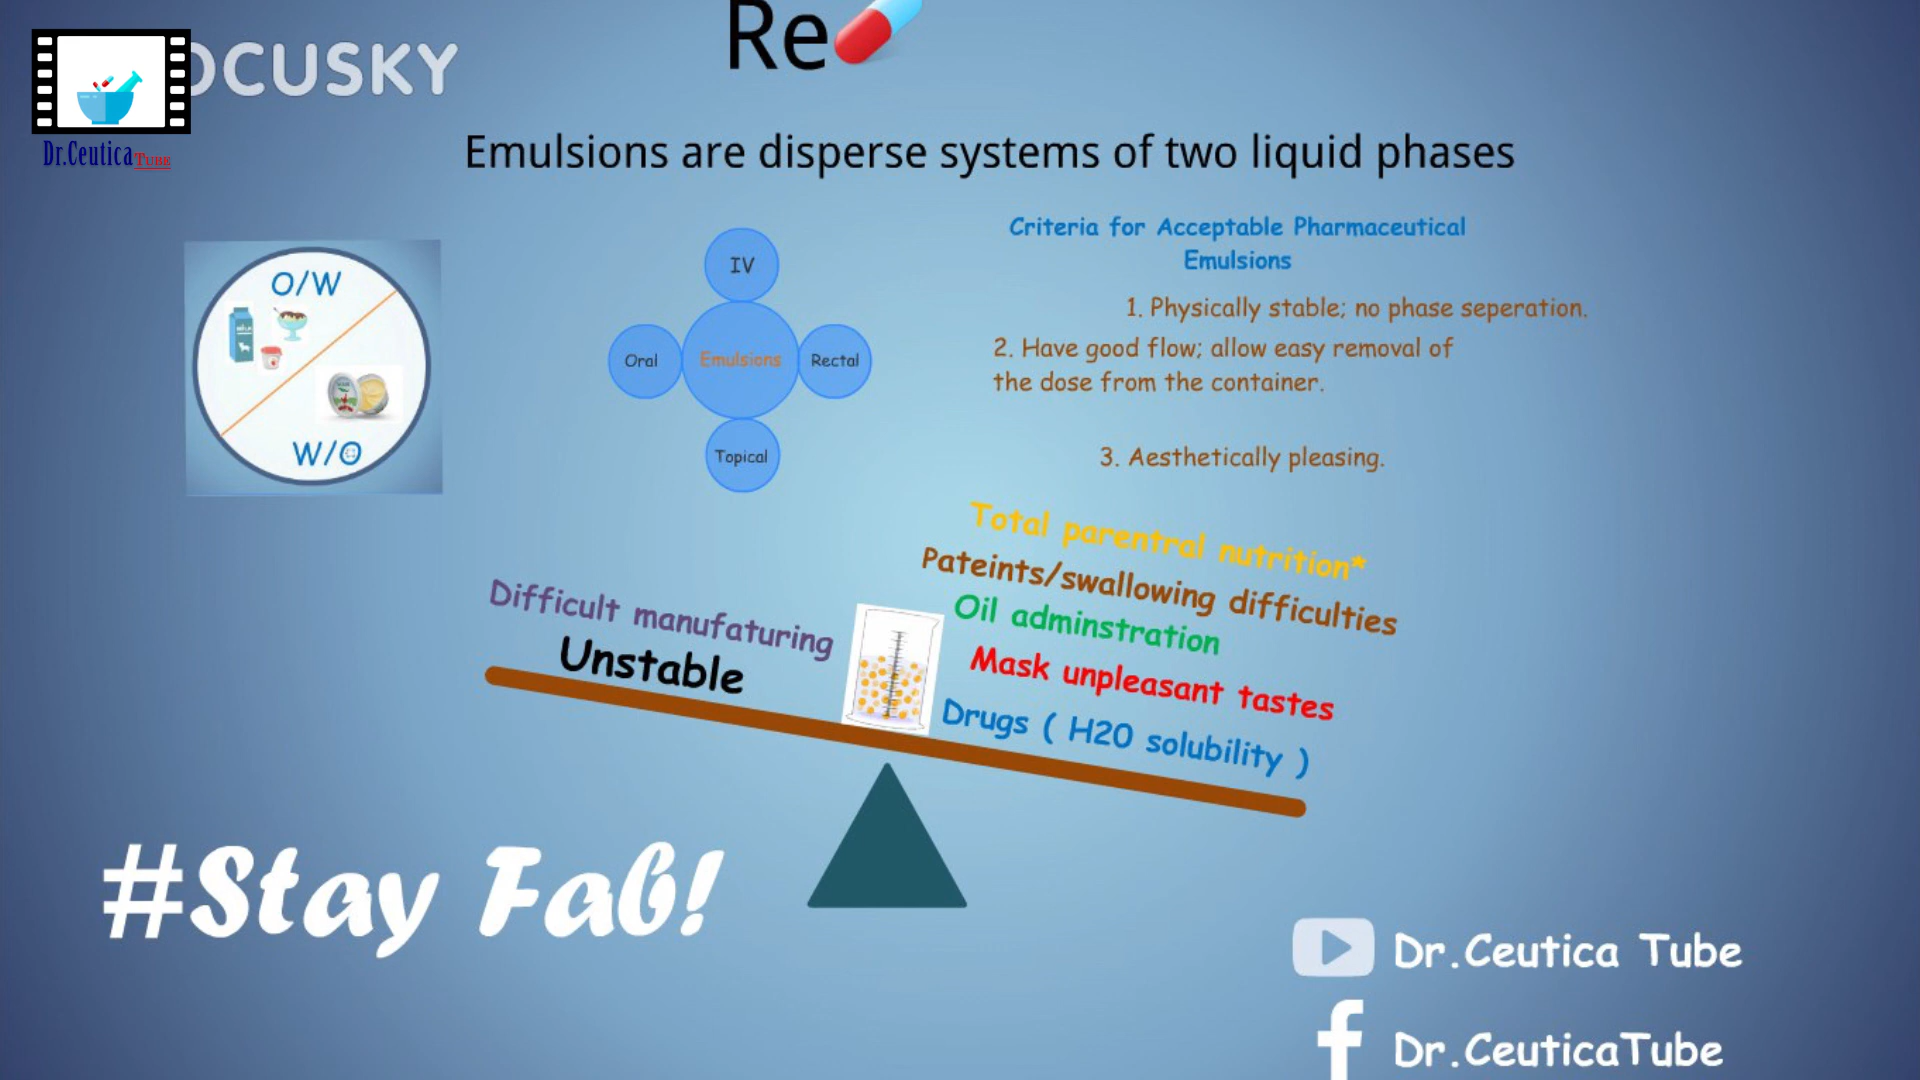 Re
OCUSKY
Dr.Ceutica TUBE
Emulsions are disperse systems of two liquid phases
O/W
W/O
IV
Oral
Emulsions
Rectal
Topical
Criteria for Acceptable Pharmaceutical
Emulsions
1. Physically stable; no phase seperation.
2. Have good flow; allow easy removal of
the dose from the container.
3. Aesthetically pleasing.
Difficult manufaturing
Unstable
Total parentral nutrition*
Pateints/swallowing difficulties
Oil adminstration
Mask unpleasant tastes
Drugs ( H2O solubility )
#Stay Fab!
Dr.Ceutica Tube
Dr.CeuticaTube